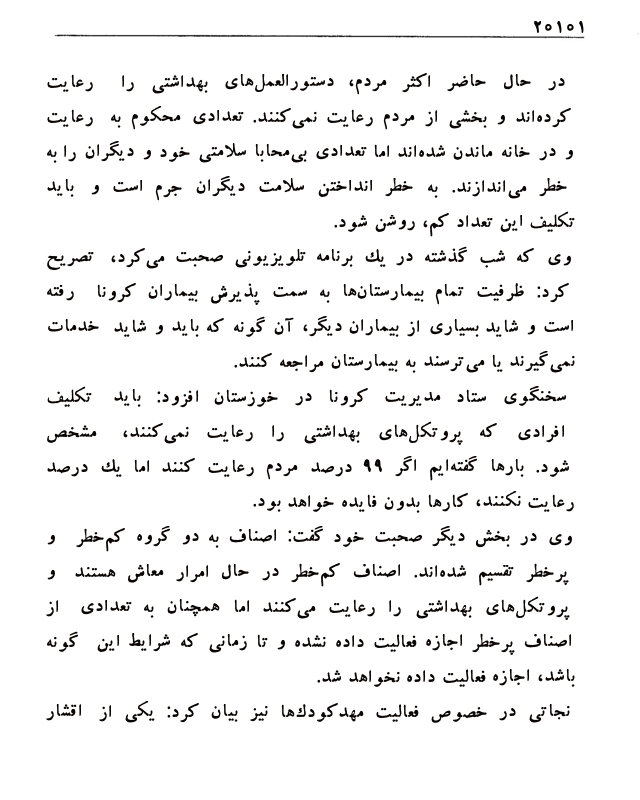 ۲۰۱۰۱
در حال حاضر اکثر مردم، دستورالعمل‌های بهداشتی را رعایت
کرده‌اند و بخشی از مردم رعایت نمی‌کنند. تعدادی محکوم به رعایت
و در خانه ماندن شده‌اند اما تعدادی بی‌محابا سلامتی خود و دیگران را به
خطر می‌اندازند. به خطر انداختن سلامت دیگران جرم است و باید
تکلیف این تعداد کم، روشن شود.
وی که شب گذشته در یك برنامه تلویزیونی صحبت می‌کرد، تصریح
کرد: ظرفیت تمام بیمارستان‌ها به سمت پذیرش بیماران کرونا رفته
است و شاید بسیاری از بیماران دیگر، آن گونه که باید و شاید خدمات
نمی‌گیرند یا می‌ترسند به بیمارستان مراجعه کنند.
سخنگوی ستاد مدیریت کرونا در خوزستان افزود: باید تکلیف
افرادی که پروتکل‌های بهداشتی را رعایت نمی‌کنند، مشخص
شود. بارها گفته‌ایم اگر ۹۹ درصد مردم رعایت کنند اما یك درصد
رعایت نکنند، کارها بدون فایده خواهد بود.
وی در بخش دیگر صحبت خود گفت: اصناف به دو گروه کم‌خطر و
پرخطر تقسیم شده‌اند. اصناف کم‌خطر در حال امرار معاش هستند و
پروتکل‌های بهداشتی را رعایت می‌کنند اما همچنان به تعدادی از
اصناف پرخطر اجازه فعالیت داده نشده و تا زمانی که شرایط این گونه
باشد، اجازه فعالیت داده نخواهد شد.
نجاتی در خصوص فعالیت مهدکودك‌ها نیز بیان کرد: یکی از اقشار